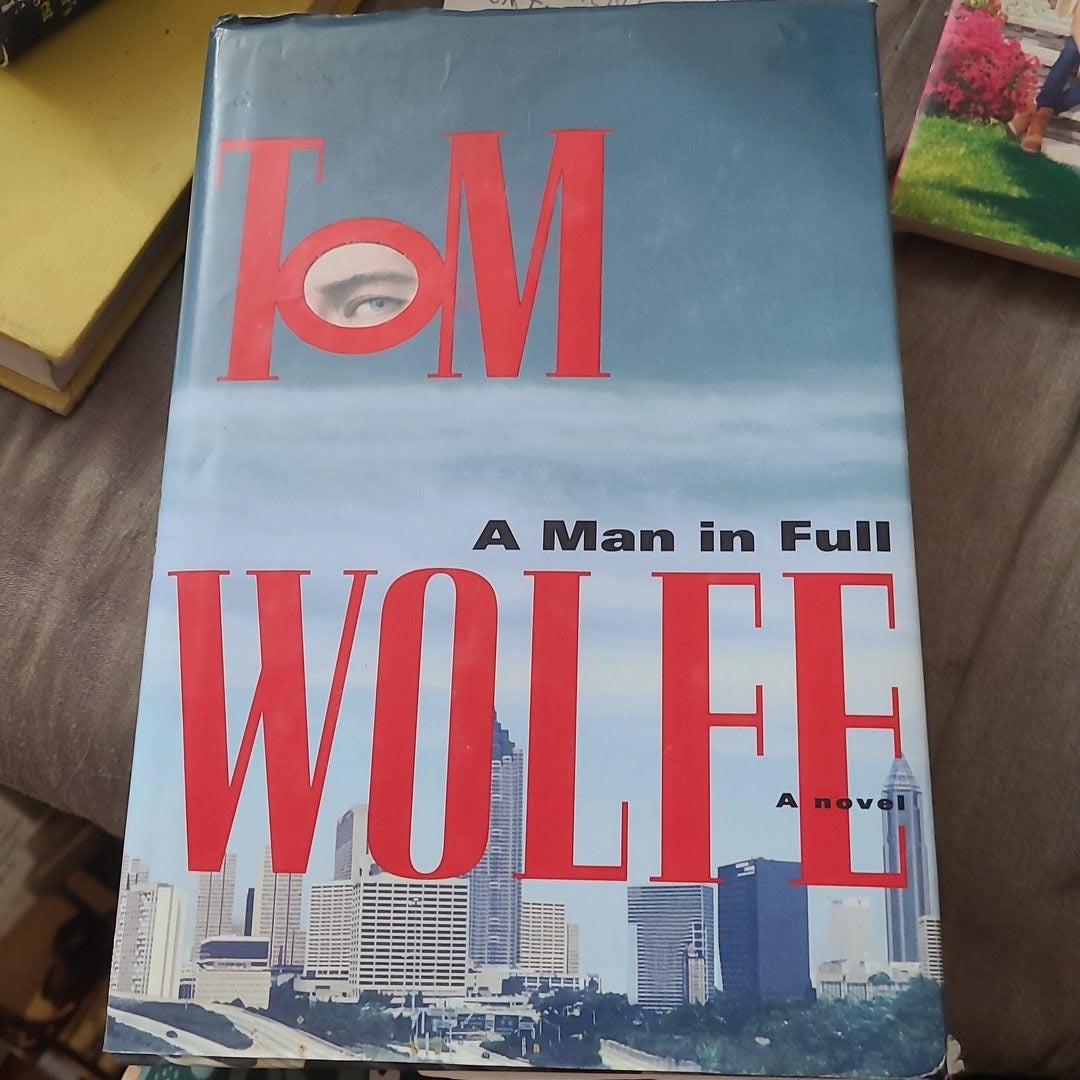 TOM
A Man in Full
WOLFE
A novel